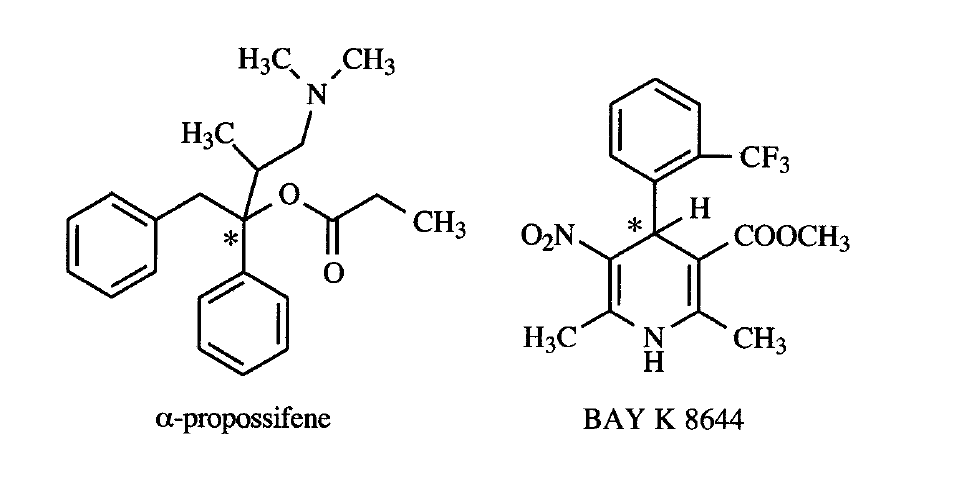 H₃C CH₃
N
H₃C
O
*
CH₃
O
α-propossifene
CF₃
H
*
O₂N
COOCH₃
H₃C
N
H
CH₃
BAY K 8644